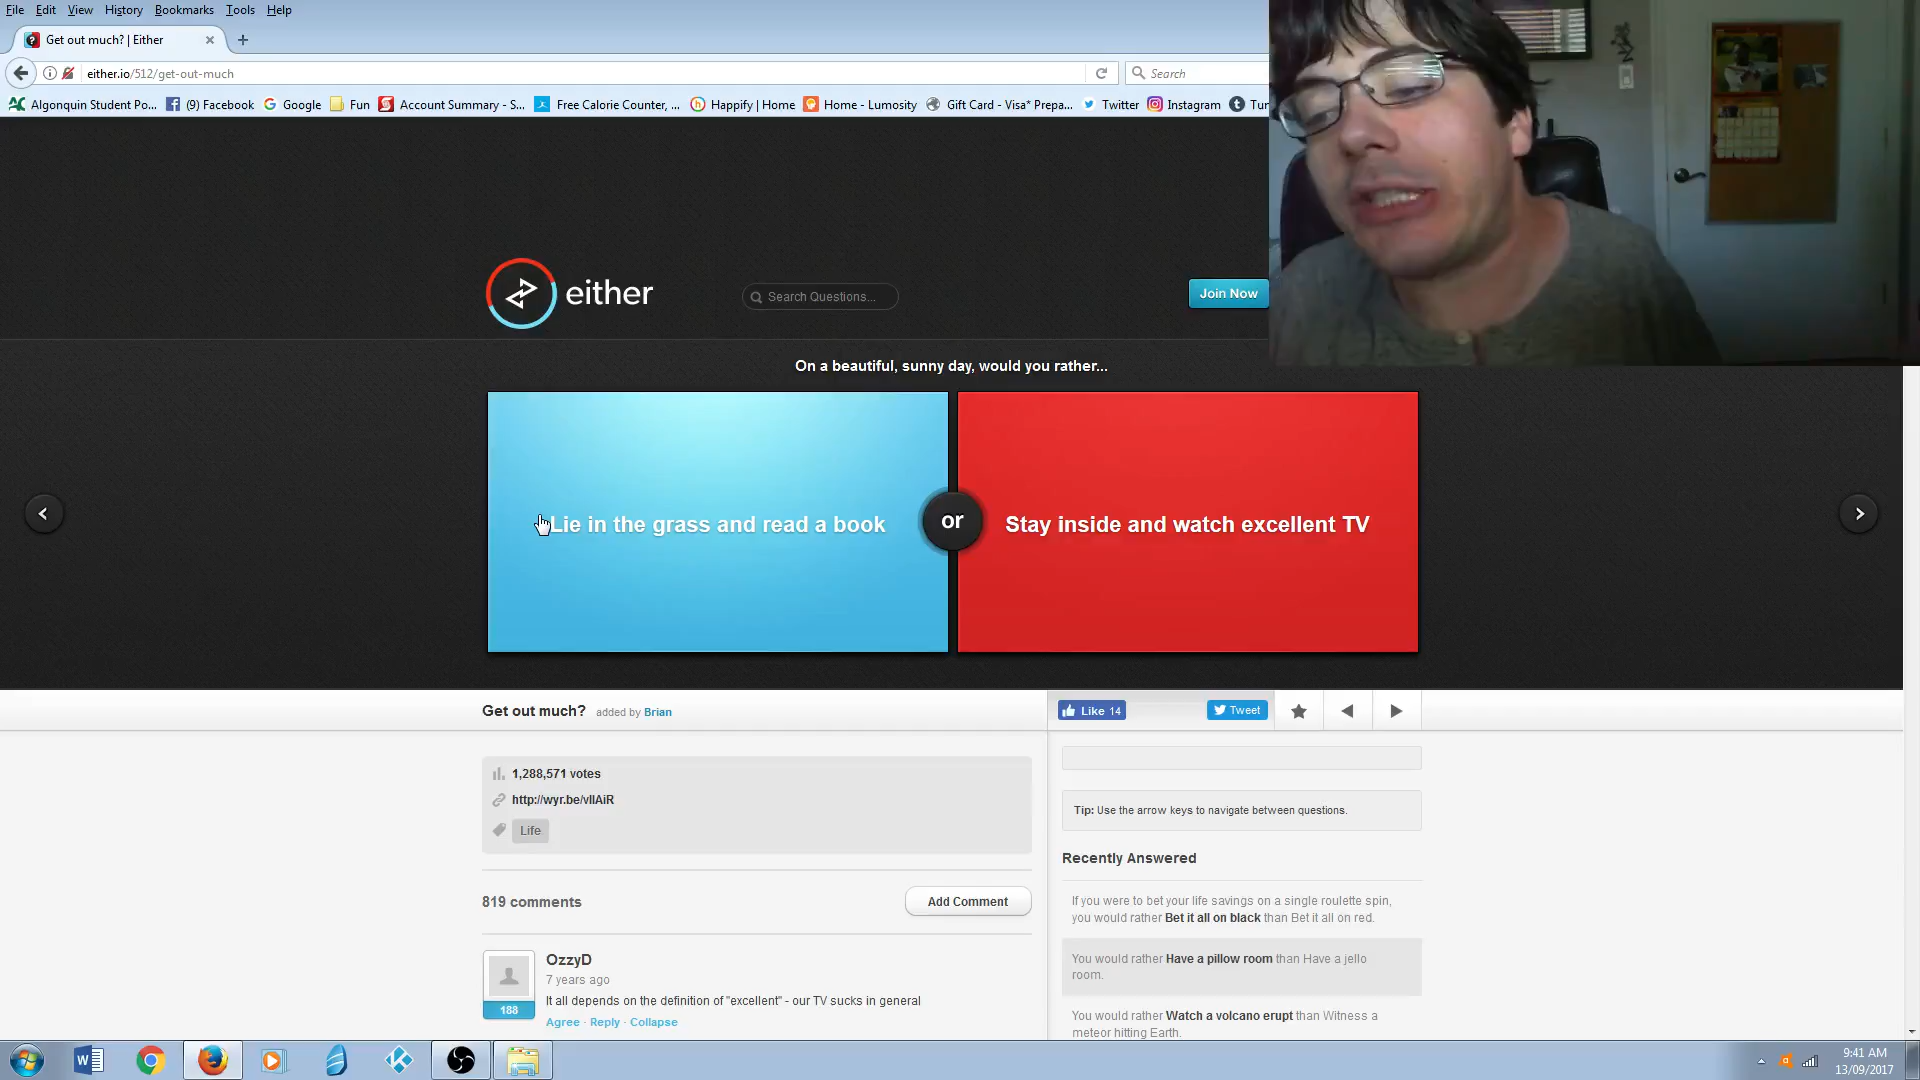 File Edit View History Bookmarks Tools Help
Get out much? | Either
either.io/512/get-out-much
Search
Algonquin Student Po... (9) Facebook Google Fun Account Summary - S... Free Calorie Counter, ... Happify | Home Home - Lumosity Gift Card - Visa* Prepa... Twitter Instagram Tun
either
Search Questions...
Join Now
On a beautiful, sunny day, would you rather...
Lie in the grass and read a book
or
Stay inside and watch excellent TV
Get out much? added by Brian
Like 14
Tweet
1,288,571 votes
http://wyr.be/vIIAiR
Life
Tip: Use the arrow keys to navigate between questions.
819 comments
Add Comment
Recently Answered
If you were to bet your life savings on a single roulette spin,
you would rather Bet it all on black than Bet it all on red.
You would rather Have a pillow room than Have a jello
room.
You would rather Watch a volcano erupt than Witness a
meteor hitting Earth.
OzzyD
7 years ago
188
It all depends on the definition of "excellent" - our TV sucks in general
Agree · Reply · Collapse
9:41 AM
13/09/2017